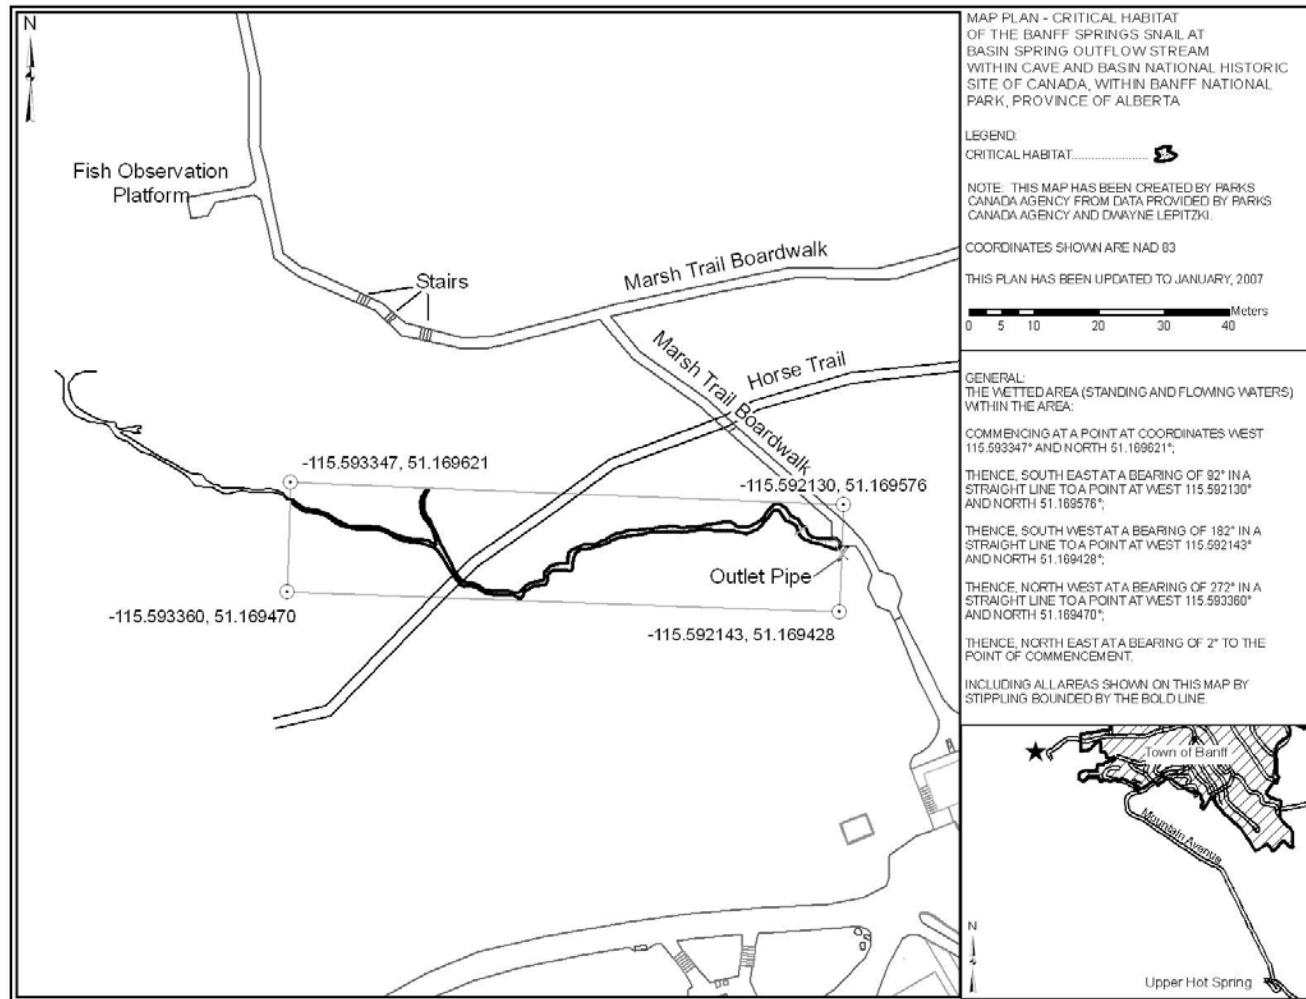 N
Fish Observation
Platform
Stairs
Marsh Trail Boardwalk
Marsh Trail Boardwalk
Horse Trail
-115.593347, 51.169621
-115.592130, 51.169576
Outlet Pipe
-115.593360, 51.169470
-115.592143, 51.169428
MAP PLAN - CRITICAL HABITAT
OF THE BANFF SPRINGS SNAIL AT
BASIN SPRING OUTFLOW STREAM
WITHIN CAVE AND BASIN NATIONAL HISTORIC
SITE OF CANADA, WITHIN BANFF NATIONAL
PARK, PROVINCE OF ALBERTA
LEGEND:
CRITICAL HABITAT.......................
NOTE: THIS MAP HAS BEEN CREATED BY PARKS
CANADA AGENCY FROM DATA PROVIDED BY PARKS
CANADA AGENCY AND DWAYNE LEPITZKI.
COORDINATES SHOWN ARE NAD 83
THIS PLAN HAS BEEN UPDATED TO JANUARY, 2007
Meters
0 5 10 20 30 40
GENERAL:
THE WETTED AREA (STANDING AND FLOWING WATERS)
WITHIN THE AREA:
COMMENCING AT A POINT AT COORDINATES WEST
115.593347° AND NORTH 51.169621°;
THENCE, SOUTH EAST AT A BEARING OF 92° IN A
STRAIGHT LINE TO A POINT AT WEST 115.592130°
AND NORTH 51.169576°;
THENCE, SOUTH WEST AT A BEARING OF 182° IN A
STRAIGHT LINE TO A POINT AT WEST 115.592143°
AND NORTH 51.169428°;
THENCE, NORTH WEST AT A BEARING OF 272° IN A
STRAIGHT LINE TO A POINT AT WEST 115.593360°
AND NORTH 51.169470°;
THENCE, NORTH EAST AT A BEARING OF 2° TO THE
POINT OF COMMENCEMENT.
INCLUDING ALL AREAS SHOWN ON THIS MAP BY
STIPPLING BOUNDED BY THE BOLD LINE.
Town of Banff
Mountain Avenue
N
Upper Hot Spring